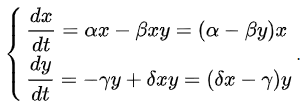 dx/dt = αx − βxy = (α − βy)x
dy/dt = −γy + δxy = (δx − γ)y .